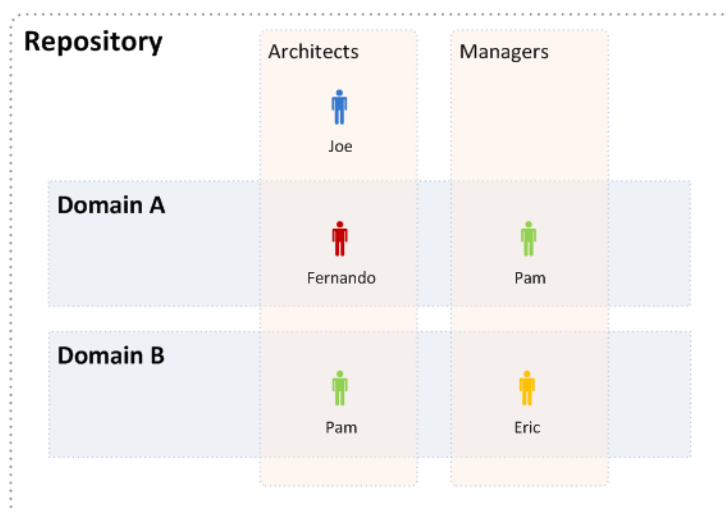 Repository
Architects
Managers
Joe
Domain A
Fernando
Pam
Domain B
Pam
Eric